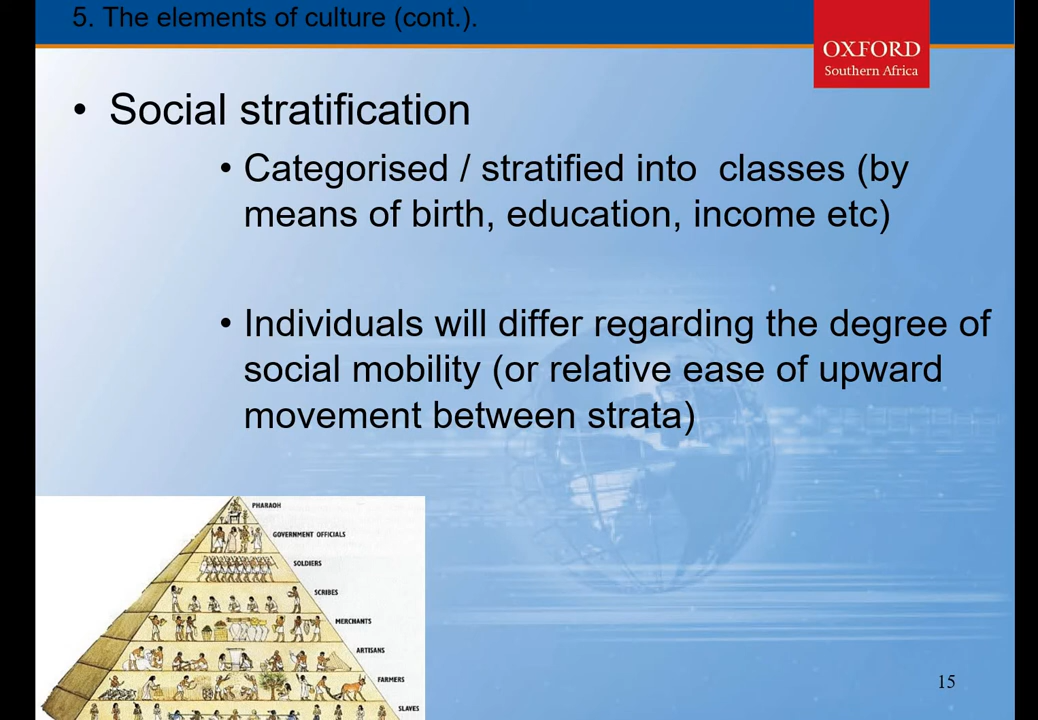 5. The elements of culture (cont.).
OXFORD
Southern Africa
• Social stratification
• Categorised / stratified into  classes (by
means of birth, education, income etc)
• Individuals will differ regarding the degree of
social mobility (or relative ease of upward
movement between strata)
PHARAOH
GOVERNMENT OFFICIALS
SOLDIERS
SCRIBES
MERCHANTS
ARTISANS
FARMERS
SLAVES
15